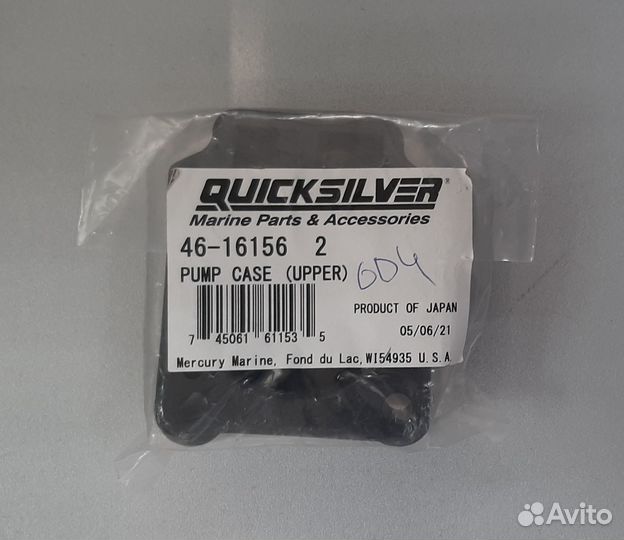 QUICKSILVER®
Marine Parts & Accessories
46-16156 2
PUMP CASE (UPPER)
604
PRODUCT OF JAPAN
7 45061 61153 5
05/06/21
Mercury Marine, Fond du Lac, WI54935 U.S.A.
Avito